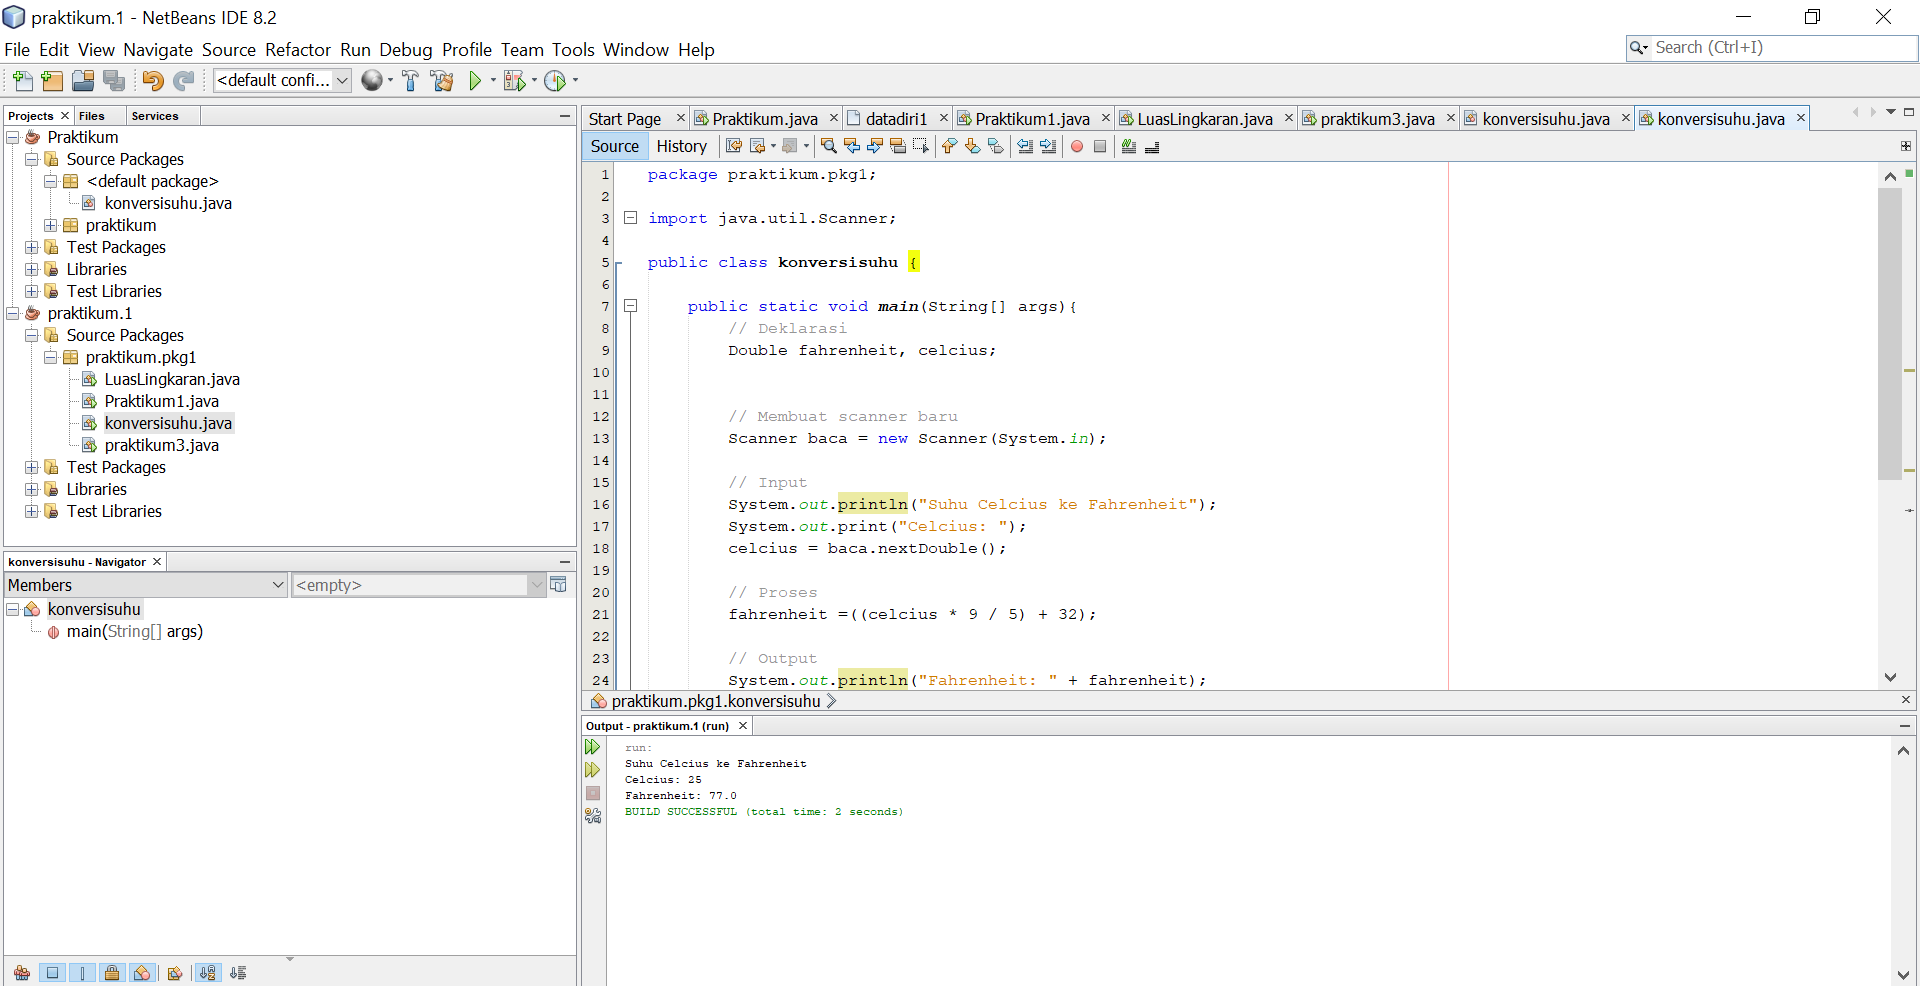 praktikum.1 - NetBeans IDE 8.2
File Edit View Navigate Source Refactor Run Debug Profile Team Tools Window Help
Search (Ctrl+I)
<default confi...
Projects Files Services
Praktikum
Source Packages
<default package>
konversisuhu.java
praktikum
Test Packages
Libraries
Test Libraries
praktikum.1
Source Packages
praktikum.pkg1
LuasLingkaran.java
Praktikum1.java
konversisuhu.java
praktikum3.java
Test Packages
Libraries
Test Libraries
konversisuhu - Navigator
Members <empty>
konversisuhu
main(String[] args)
Start Page Praktikum.java datadiri1 Praktikum1.java LuasLingkaran.java praktikum3.java konversisuhu.java konversisuhu.java
Source History
1 package praktikum.pkg1;
2
3 import java.util.Scanner;
4
5 public class konversisuhu {
6
7 public static void main(String[] args){
8 // Deklarasi
9 Double fahrenheit, celcius;
10
11
12 // Membuat scanner baru
13 Scanner baca = new Scanner(System.in);
14
15 // Input
16 System.out.println("Suhu Celcius ke Fahrenheit");
17 System.out.print("Celcius: ");
18 celcius = baca.nextDouble();
19
20 // Proses
21 fahrenheit =((celcius * 9 / 5) + 32);
22
23 // Output
24 System.out.println("Fahrenheit: " + fahrenheit);
praktikum.pkg1.konversisuhu
Output - praktikum.1 (run)
run:
Suhu Celcius ke Fahrenheit
Celcius: 25
Fahrenheit: 77.0
BUILD SUCCESSFUL (total time: 2 seconds)